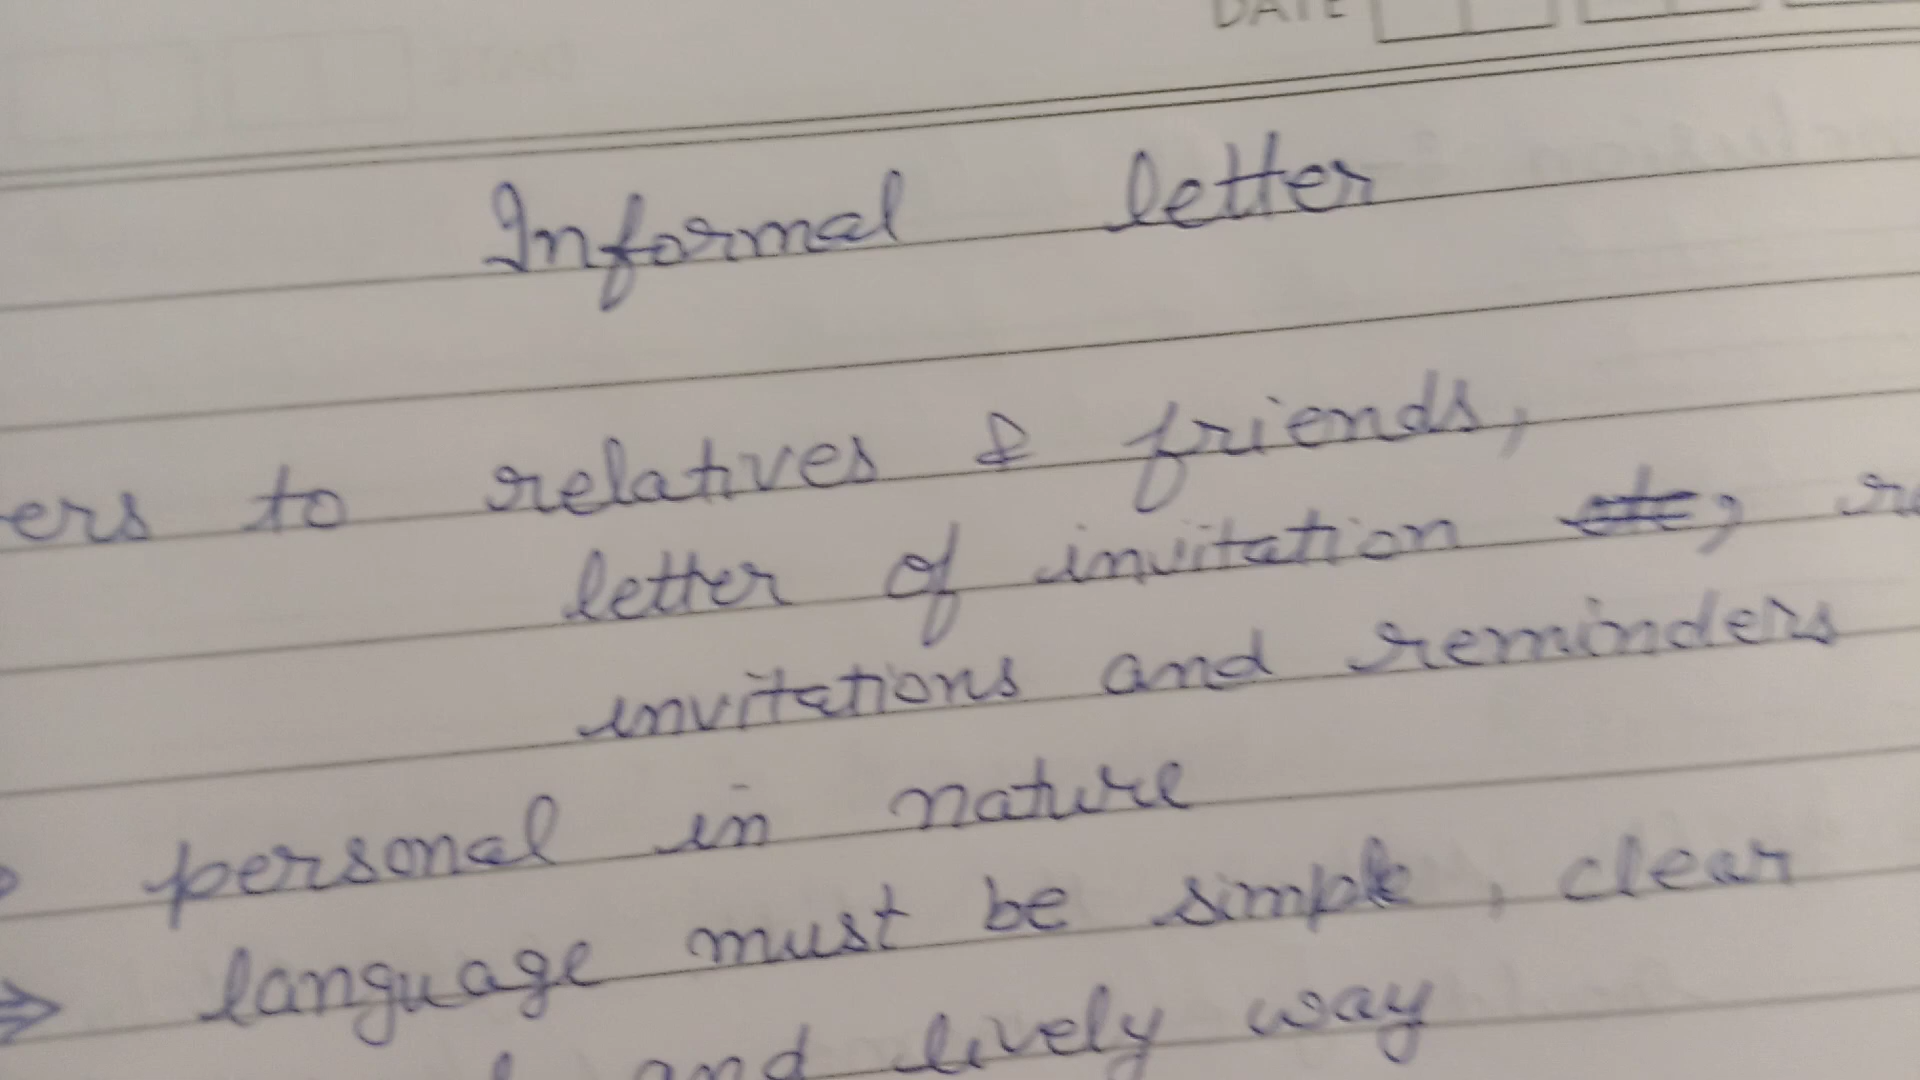 DATE
Informal letter
ers to relatives & friends,
letter of invitation etc,
invitations and reminders
personal in nature
⇒ language must be simple, clear
and lively way